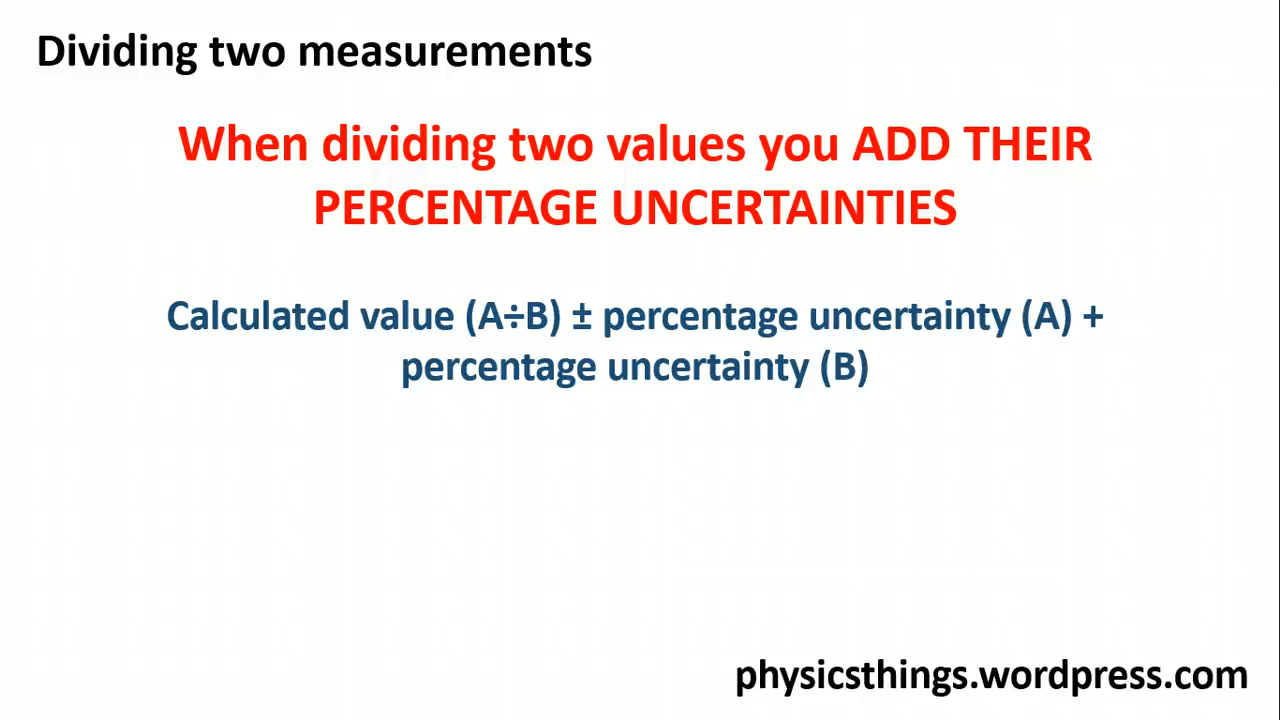 Dividing two measurements
When dividing two values you ADD THEIR
PERCENTAGE UNCERTAINTIES
Calculated value (A÷B) ± percentage uncertainty (A) +
percentage uncertainty (B)
physicsthings.wordpress.com